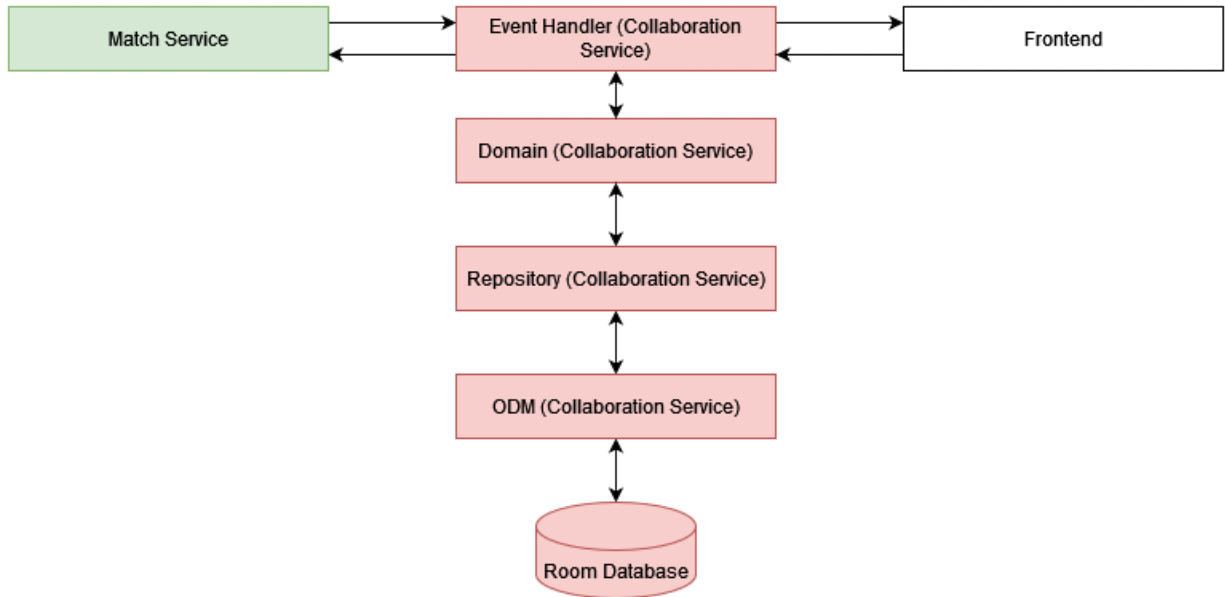 Match Service
Event Handler (Collaboration
Service)
Frontend
Domain (Collaboration Service)
Repository (Collaboration Service)
ODM (Collaboration Service)
Room Database